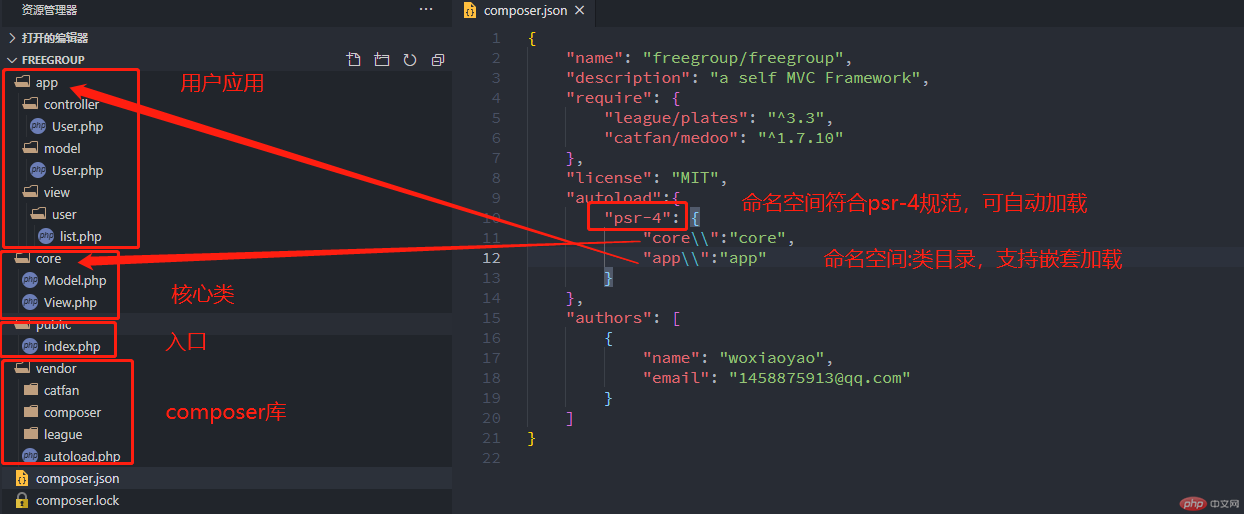 资源管理器
···
打开的编辑器
FREEGROUP
app
controller
php User.php
model
php User.php
view
user
php list.php
core
php Model.php
php View.php
public
php index.php
vendor
catfan
composer
league
php autoload.php
composer.json
composer.lock
用户应用
核心类
入口
composer库
composer.json ×
1 {
2 "name": "freegroup/freegroup",
3 "description": "a self MVC Framework",
4 "require": {
5 "league/plates": "^3.3",
6 "catfan/medoo": "^1.7.10"
7 },
8 "license": "MIT",
9 "autoload":{
10 "psr-4": {
11 "core\\":"core",
12 "app\\":"app"
13 }
14 },
15 "authors": [
16 {
17 "name": "woxiaoyao",
18 "email": "1458875913@qq.com"
19 }
20 ]
21 }
22
命名空间符合psr-4规范，可自动加载
命名空间:类目录，支持嵌套加载
php 中文网